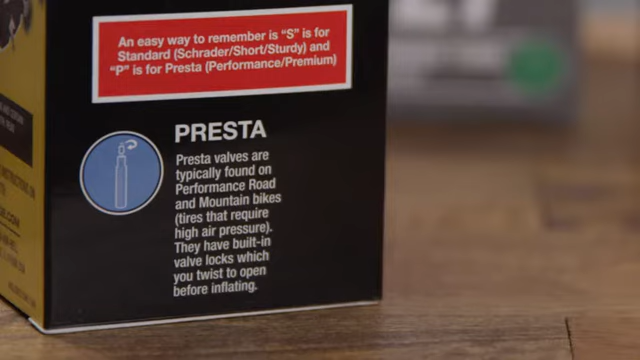 An easy way to remember is "S" is for
Standard (Schrader/Short/Sturdy) and
"P" is for Presta (Performance/Premium)
PRESTA
Presta valves are
typically found on
Performance Road
and Mountain bikes
(tires that require
high air pressure).
They have built-in
valve locks which
you twist to open
before inflating.